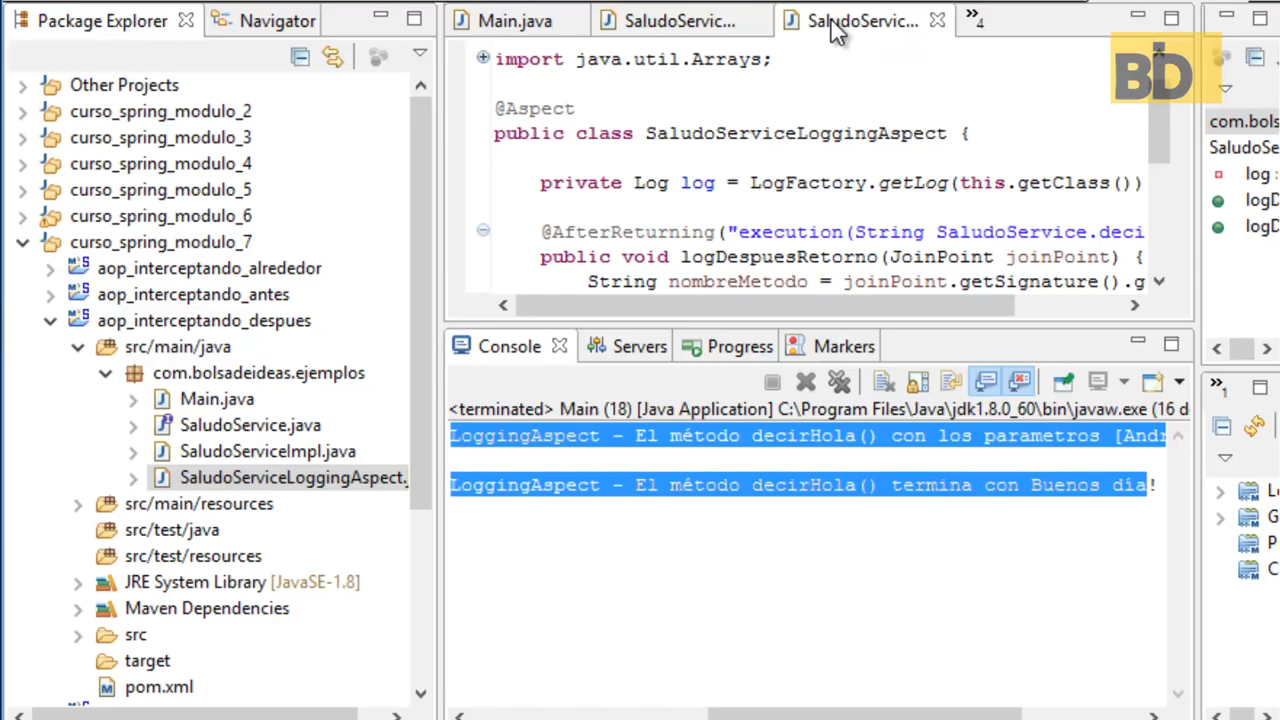 Package Explorer
Navigator
Other Projects
curso_spring_modulo_2
curso_spring_modulo_3
curso_spring_modulo_4
curso_spring_modulo_5
curso_spring_modulo_6
curso_spring_modulo_7
aop_interceptando_alrededor
aop_interceptando_antes
aop_interceptando_despues
src/main/java
com.bolsadeideas.ejemplos
Main.java
SaludoService.java
SaludoServiceImpl.java
SaludoServiceLoggingAspect.
src/main/resources
src/test/java
src/test/resources
JRE System Library [JavaSE-1.8]
Maven Dependencies
src
target
pom.xml
Main.java
SaludoServic...
SaludoServic...
»4
BD
import java.util.Arrays;
@Aspect
public class SaludoServiceLoggingAspect {
private Log log = LogFactory.getLog(this.getClass())
@AfterReturning("execution(String SaludoService.deci
public void logDespuesRetorno(JoinPoint joinPoint) {
String nombreMetodo = joinPoint.getSignature().g
Console
Servers
Progress
Markers
<terminated> Main (18) [Java Application] C:\Program Files\Java\jdk1.8.0_60\bin\javaw.exe (16 d
LoggingAspect - El método decirHola() con los parametros [Andr
LoggingAspect - El método decirHola() termina con Buenos día!
com.bols
SaludoSe
log :
logD
logD
»1
L
G
P
C